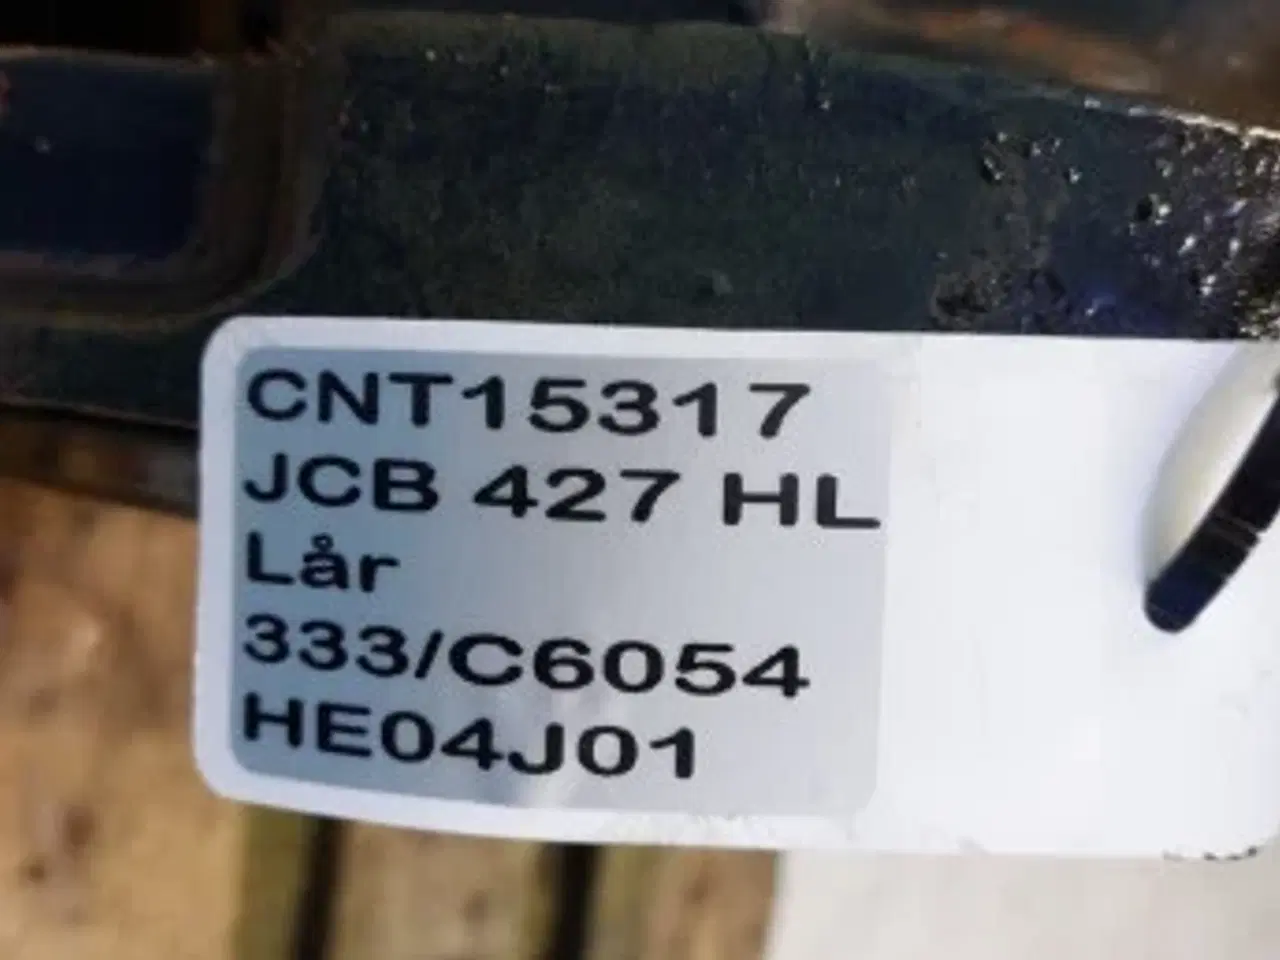 CNT15317
JCB 427 HL
Lår
333/C6054
HE04J01